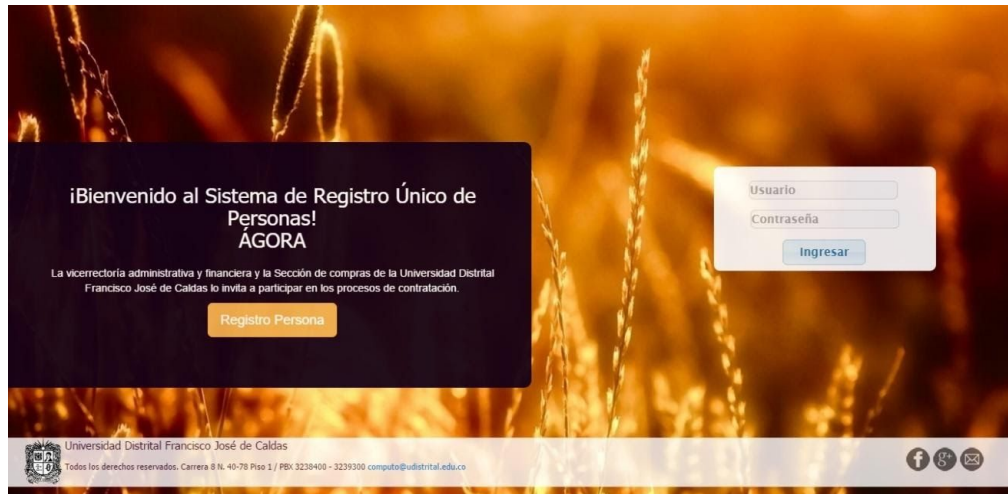 ¡Bienvenido al Sistema de Registro Único de
Personas!
ÁGORA
La vicerrectoría administrativa y financiera y la Sección de compras de la Universidad Distrital
Francisco José de Caldas lo invita a participar en los procesos de contratación.
Registro Persona
Usuario
Contraseña
Ingresar
Universidad Distrital Francisco José de Caldas
Todos los derechos reservados. Carrera 8 N. 40-78 Piso 1 / PBX 3238400 - 3239300 computo@udistrital.edu.co
f g+